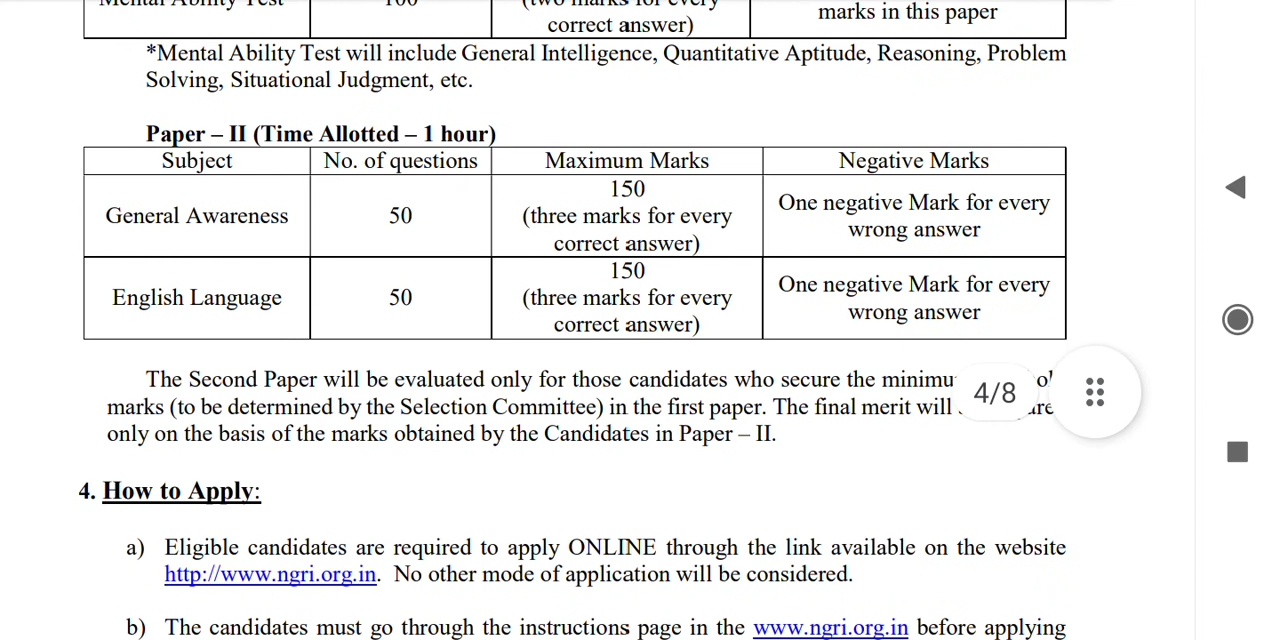 Mental Ability Test 100 (two marks for every marks in this paper
correct answer)
*Mental Ability Test will include General Intelligence, Quantitative Aptitude, Reasoning, Problem
Solving, Situational Judgment, etc.
Paper – II (Time Allotted – 1 hour)
Subject No. of questions Maximum Marks Negative Marks
General Awareness 50 150 One negative Mark for every
(three marks for every wrong answer
correct answer)
English Language 50 150 One negative Mark for every
(three marks for every wrong answer
correct answer)
The Second Paper will be evaluated only for those candidates who secure the
marks (to be determined by the Selection Committee) in the first paper. The final merit will
only on the basis of the marks obtained by the Candidates in Paper – II.
4/8
4. How to Apply:
a) Eligible candidates are required to apply ONLINE through the link available on the website
http://www.ngri.org.in. No other mode of application will be considered.
b) The candidates must go through the instructions page in the www.ngri.org.in before applying